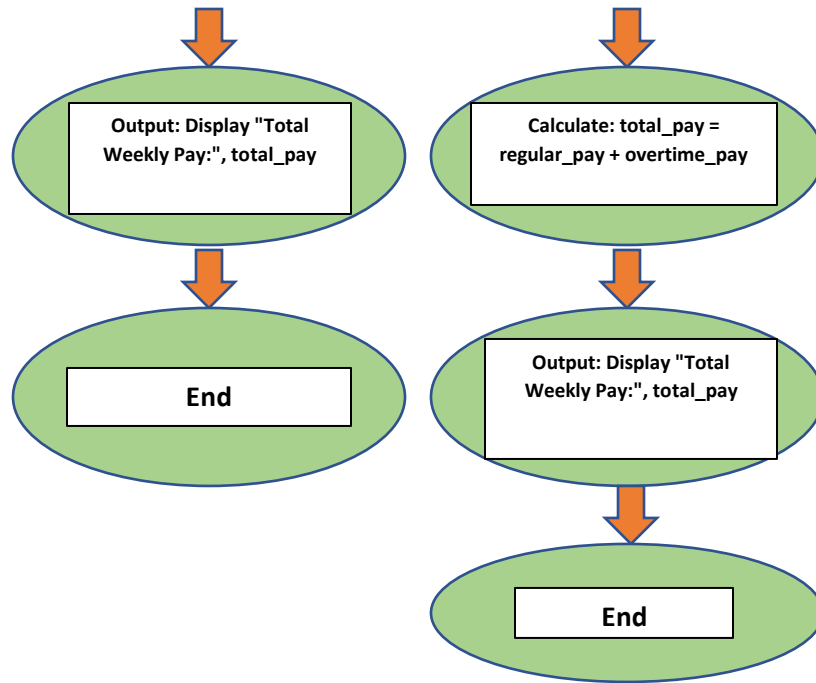 Output: Display "Total
Weekly Pay:", total_pay
End
Calculate: total_pay =
regular_pay + overtime_pay
Output: Display "Total
Weekly Pay:", total_pay
End